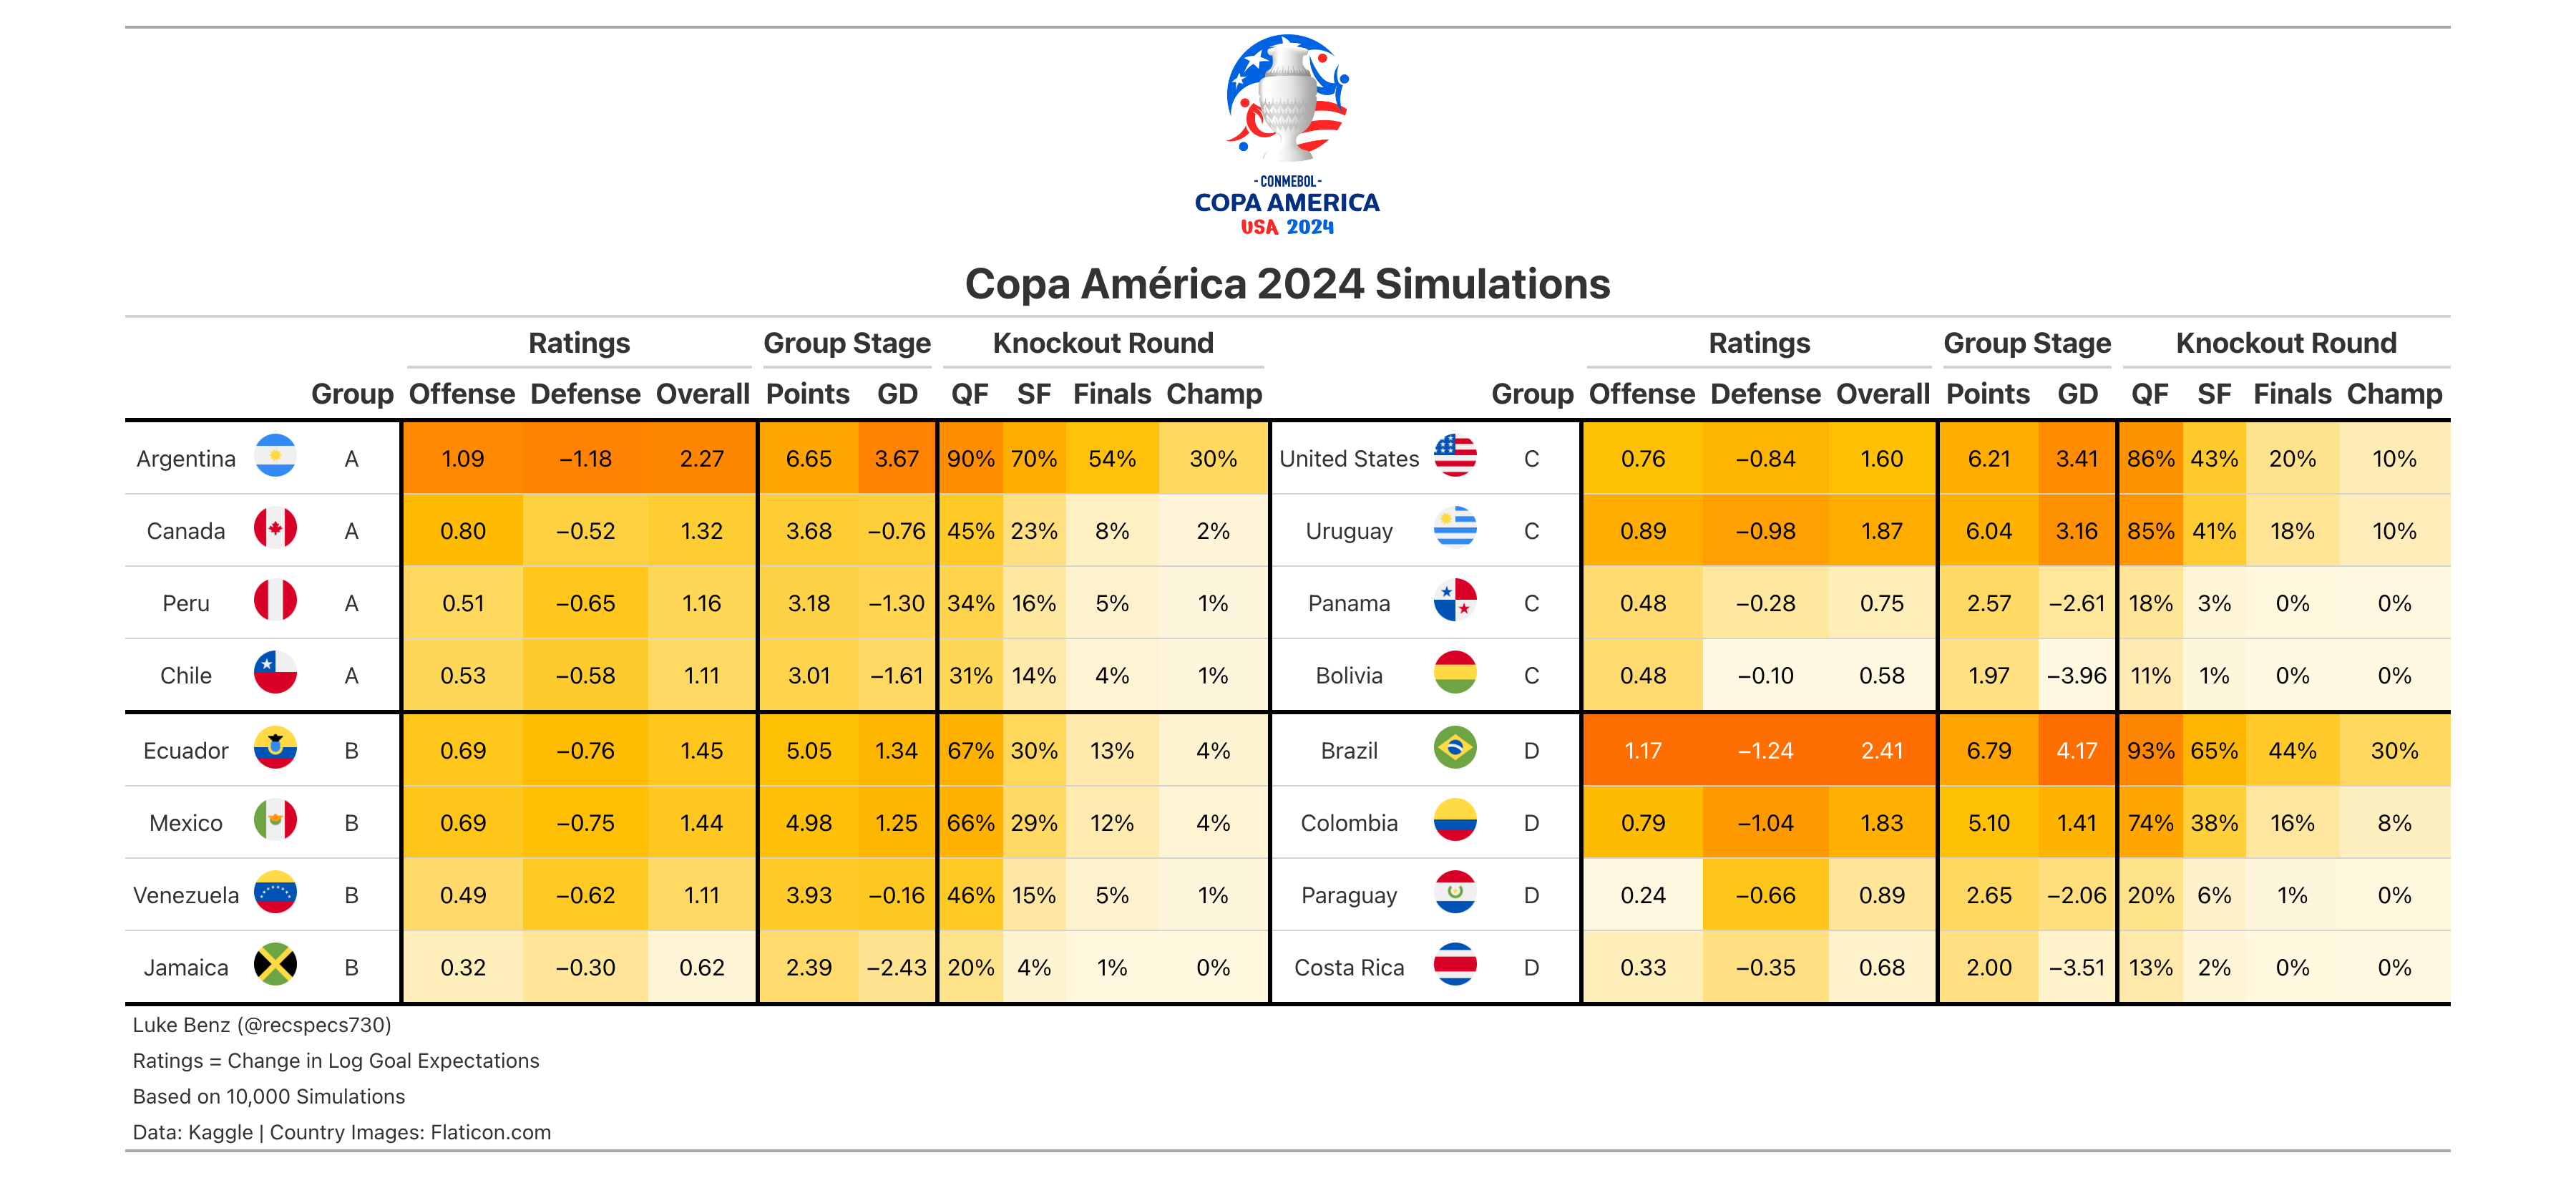 - CONMEBOL -
COPA AMERICA
USA 2024
Copa América 2024 Simulations
Ratings Group Stage Knockout Round Ratings Group Stage Knockout Round
Group Offense Defense Overall Points GD QF SF Finals Champ Group Offense Defense Overall Points GD QF SF Finals Champ
Argentina A 1.09 −1.18 2.27 6.65 3.67 90% 70% 54% 30% United States C 0.76 −0.84 1.60 6.21 3.41 86% 43% 20% 10%
Canada A 0.80 −0.52 1.32 3.68 −0.76 45% 23% 8% 2% Uruguay C 0.89 −0.98 1.87 6.04 3.16 85% 41% 18% 10%
Peru A 0.51 −0.65 1.16 3.18 −1.30 34% 16% 5% 1% Panama C 0.48 −0.28 0.75 2.57 −2.61 18% 3% 0% 0%
Chile A 0.53 −0.58 1.11 3.01 −1.61 31% 14% 4% 1% Bolivia C 0.48 −0.10 0.58 1.97 −3.96 11% 1% 0% 0%
Ecuador B 0.69 −0.76 1.45 5.05 1.34 67% 30% 13% 4% Brazil D 1.17 −1.24 2.41 6.79 4.17 93% 65% 44% 30%
Mexico B 0.69 −0.75 1.44 4.98 1.25 66% 29% 12% 4% Colombia D 0.79 −1.04 1.83 5.10 1.41 74% 38% 16% 8%
Venezuela B 0.49 −0.62 1.11 3.93 −0.16 46% 15% 5% 1% Paraguay D 0.24 −0.66 0.89 2.65 −2.06 20% 6% 1% 0%
Jamaica B 0.32 −0.30 0.62 2.39 −2.43 20% 4% 1% 0% Costa Rica D 0.33 −0.35 0.68 2.00 −3.51 13% 2% 0% 0%
Luke Benz (@recspecs730)
Ratings = Change in Log Goal Expectations
Based on 10,000 Simulations
Data: Kaggle | Country Images: Flaticon.com